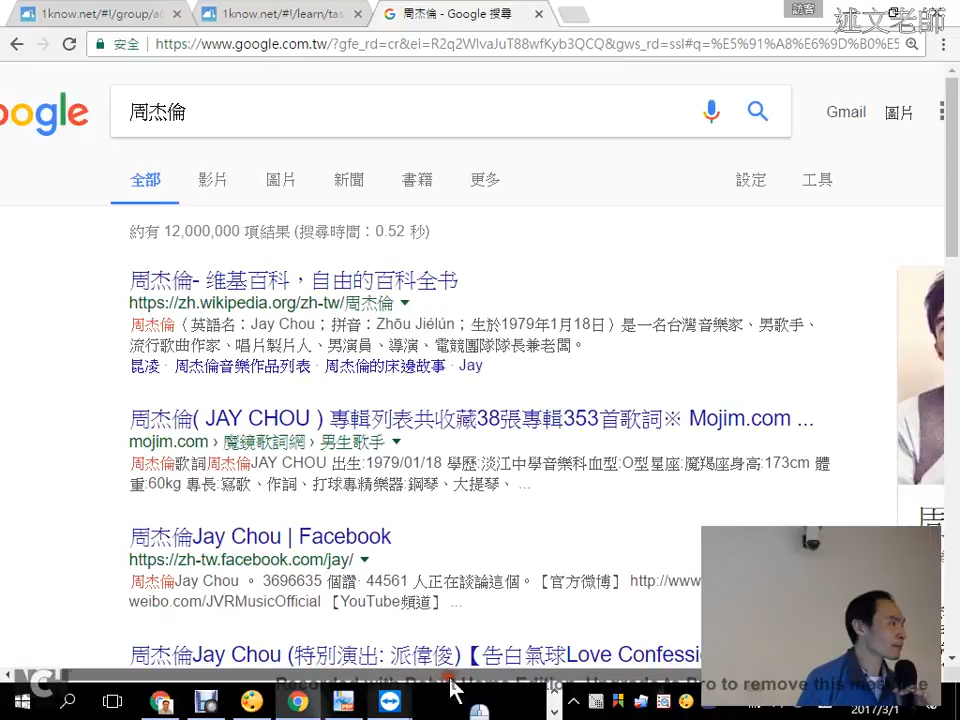 1know.net/#!/group/a0
1know.net/#!/learn/tas
周杰倫 - Google 搜尋
訪客
述文老師
安全
https://www.google.com.tw/?gfe_rd=cr&ei=R2q2WIvaJuT88wfKyb3QCQ&gws_rd=ssl#q=%E5%91%A8%E6%9D%B0%E5
oogle
周杰倫
Gmail
圖片
全部
影片
圖片
新聞
書籍
更多
設定
工具
約有 12,000,000 項結果 (搜尋時間：0.52 秒)
周杰倫- 维基百科，自由的百科全书
https://zh.wikipedia.org/zh-tw/周杰倫
周杰倫（英語名：Jay Chou；拼音：Zhōu Jiélún；生於1979年1月18日）是一名台灣音樂家、男歌手、
流行歌曲作家、唱片製片人、男演員、導演、電競團隊隊長兼老闆。
昆凌 · 周杰倫音樂作品列表 · 周杰倫的床邊故事 · Jay
周杰倫( JAY CHOU ) 專輯列表共收藏38張專輯353首歌詞※ Mojim.com ...
mojim.com › 魔鏡歌詞網 › 男生歌手
周杰倫歌詞周杰倫JAY CHOU 出生:1979/01/18 學歷:淡江中學音樂科血型:O型星座:魔羯座身高:173cm 體
重:60kg 專長:寫歌、作詞、打球專精樂器:鋼琴、大提琴、 ...
周杰倫Jay Chou | Facebook
https://zh-tw.facebook.com/jay/
周杰倫Jay Chou 。 3696635 個讚· 44561 人正在談論這個。【官方微博】 http://www
weibo.com/JVRMusicOfficial 【YouTube頻道】 ...
周杰倫Jay Chou (特別演出: 派偉俊)【告白氣球Love Confessi
2017/3/1